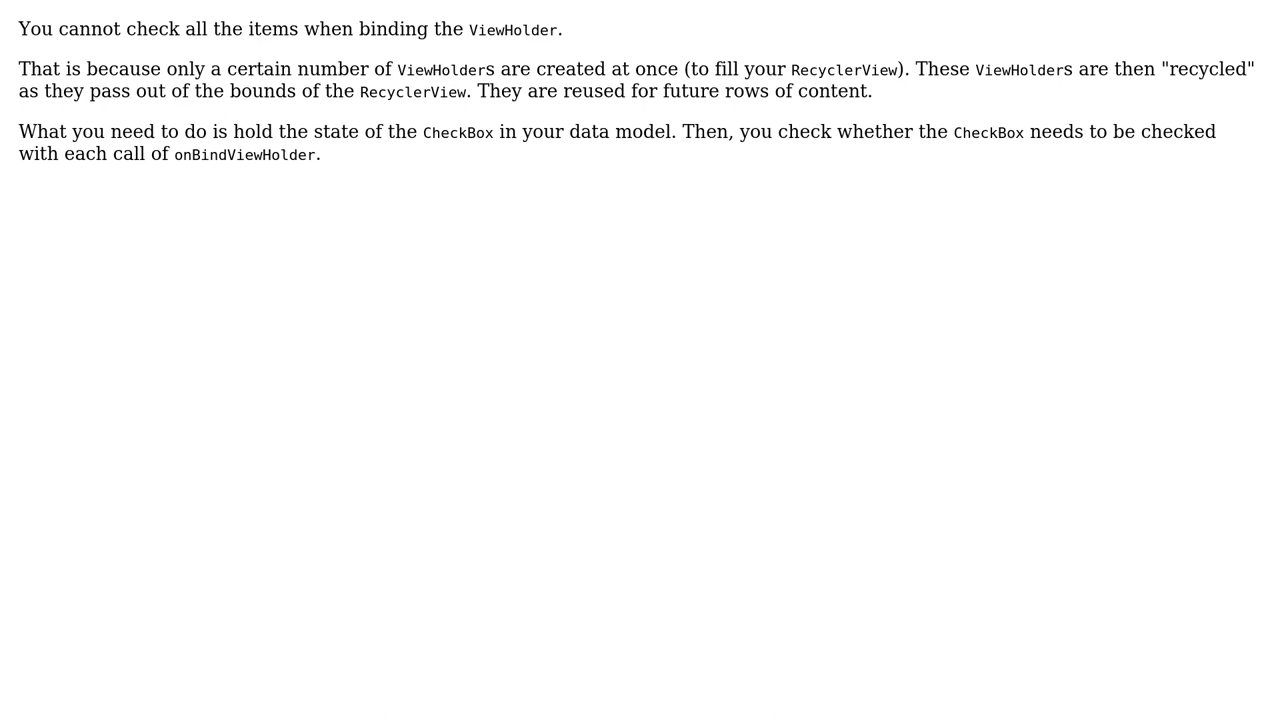 You cannot check all the items when binding the ViewHolder.
That is because only a certain number of ViewHolders are created at once (to fill your RecyclerView). These ViewHolders are then "recycled"
as they pass out of the bounds of the RecyclerView. They are reused for future rows of content.
What you need to do is hold the state of the CheckBox in your data model. Then, you check whether the CheckBox needs to be checked
with each call of onBindViewHolder.